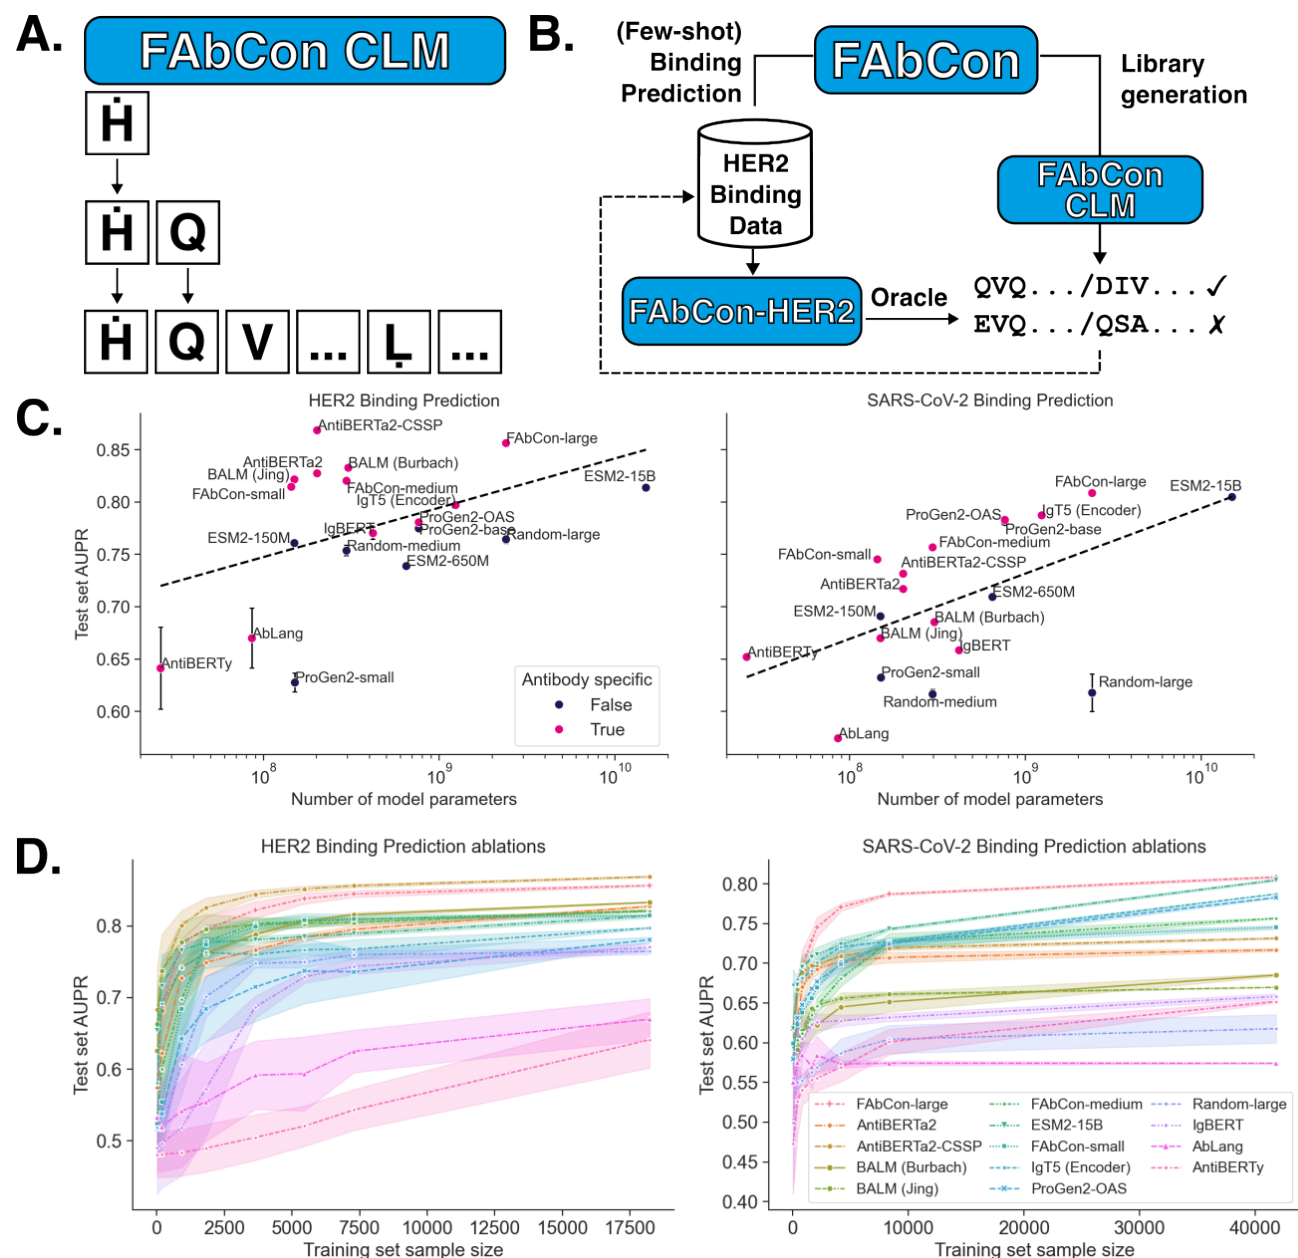 A.
FAbCon CLM
Ḣ
Ḣ Q
Ḣ Q V ... Ḷ ...
B.
(Few-shot)
Binding
Prediction
FAbCon
Library
generation
HER2
Binding
Data
FAbCon
CLM
FAbCon-HER2
Oracle
QVQ.../DIV...✓
EVQ.../QSA...✗
C.
HER2 Binding Prediction
Test set AUPR
0.85
0.80
0.75
0.70
0.65
0.60
AntiBERTa2-CSSP
FAbCon-large
AntiBERTa2
BALM (Burbach)
BALM (Jing)
FAbCon-small
FAbCon-medium
IgT5 (Encoder)
ESM2-15B
ProGen2-OAS
IgBERT
ProGen2-base
Random-large
ESM2-150M
Random-medium
ESM2-650M
AbLang
AntiBERTy
ProGen2-small
Antibody specific
False
True
10⁸ 10⁹ 10¹⁰
Number of model parameters
SARS-CoV-2 Binding Prediction
FAbCon-large
ESM2-15B
ProGen2-OAS
IgT5 (Encoder)
ProGen2-base
FAbCon-medium
FAbCon-small
AntiBERTa2-CSSP
AntiBERTa2
ESM2-650M
ESM2-150M
BALM (Burbach)
BALM (Jing)
IgBERT
AntiBERTy
ProGen2-small
Random-large
Random-medium
AbLang
10⁸ 10⁹ 10¹⁰
Number of model parameters
D.
HER2 Binding Prediction ablations
Test set AUPR
0.8
0.7
0.6
0.5
0 2500 5000 7500 10000 12500 15000 17500
Training set sample size
SARS-CoV-2 Binding Prediction ablations
Test set AUPR
0.80
0.75
0.70
0.65
0.60
0.55
0.50
0.45
0.40
FAbCon-large
AntiBERTa2
AntiBERTa2-CSSP
BALM (Burbach)
BALM (Jing)
FAbCon-medium
ESM2-15B
FAbCon-small
IgT5 (Encoder)
ProGen2-OAS
Random-large
IgBERT
AbLang
AntiBERTy
0 10000 20000 30000 40000
Training set sample size